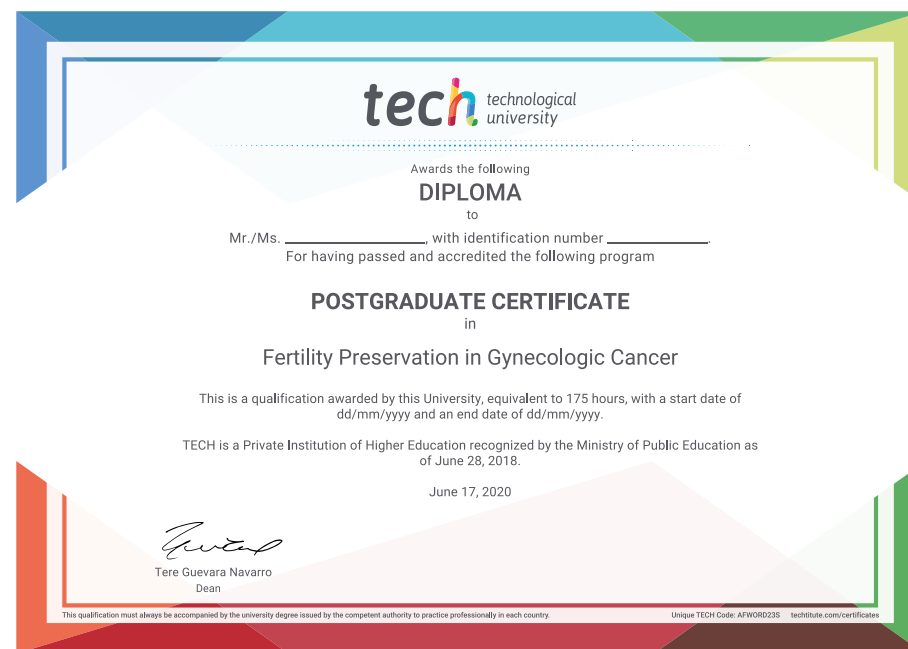 tech technological
university
Awards the following
DIPLOMA
to
Mr./Ms. ____________________, with identification number ______________.
For having passed and accredited the following program
POSTGRADUATE CERTIFICATE
in
Fertility Preservation in Gynecologic Cancer
This is a qualification awarded by this University, equivalent to 175 hours, with a start date of
dd/mm/yyyy and an end date of dd/mm/yyyy.
TECH is a Private Institution of Higher Education recognized by the Ministry of Public Education as
of June 28, 2018.
June 17, 2020
Tere Guevara Navarro
Dean
This qualification must always be accompanied by the university degree issued by the competent authority to practice professionally in each country.
Unique TECH Code: AFWORD23S techtitute.com/certificates